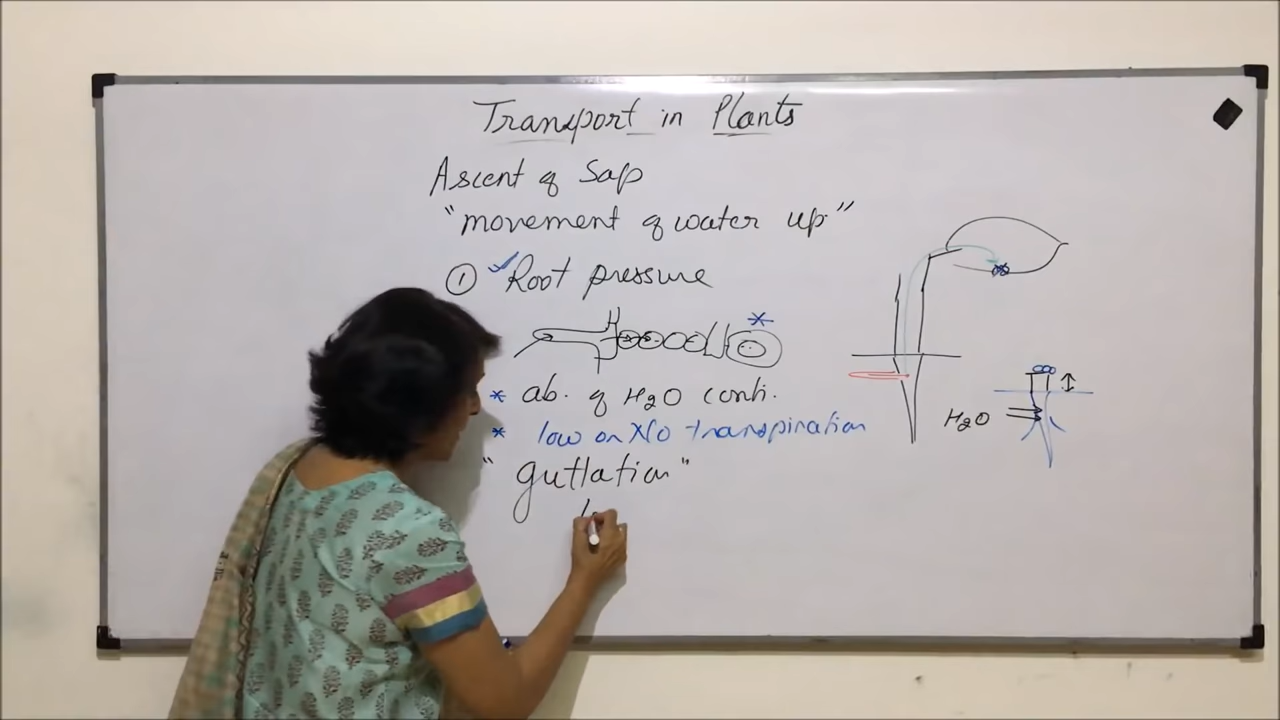 Transport in Plants
Ascent of Sap
"movement of water up"
① Root pressure
* ab. of H2O conti.
* low or No transpiration
"guttation"
H2O